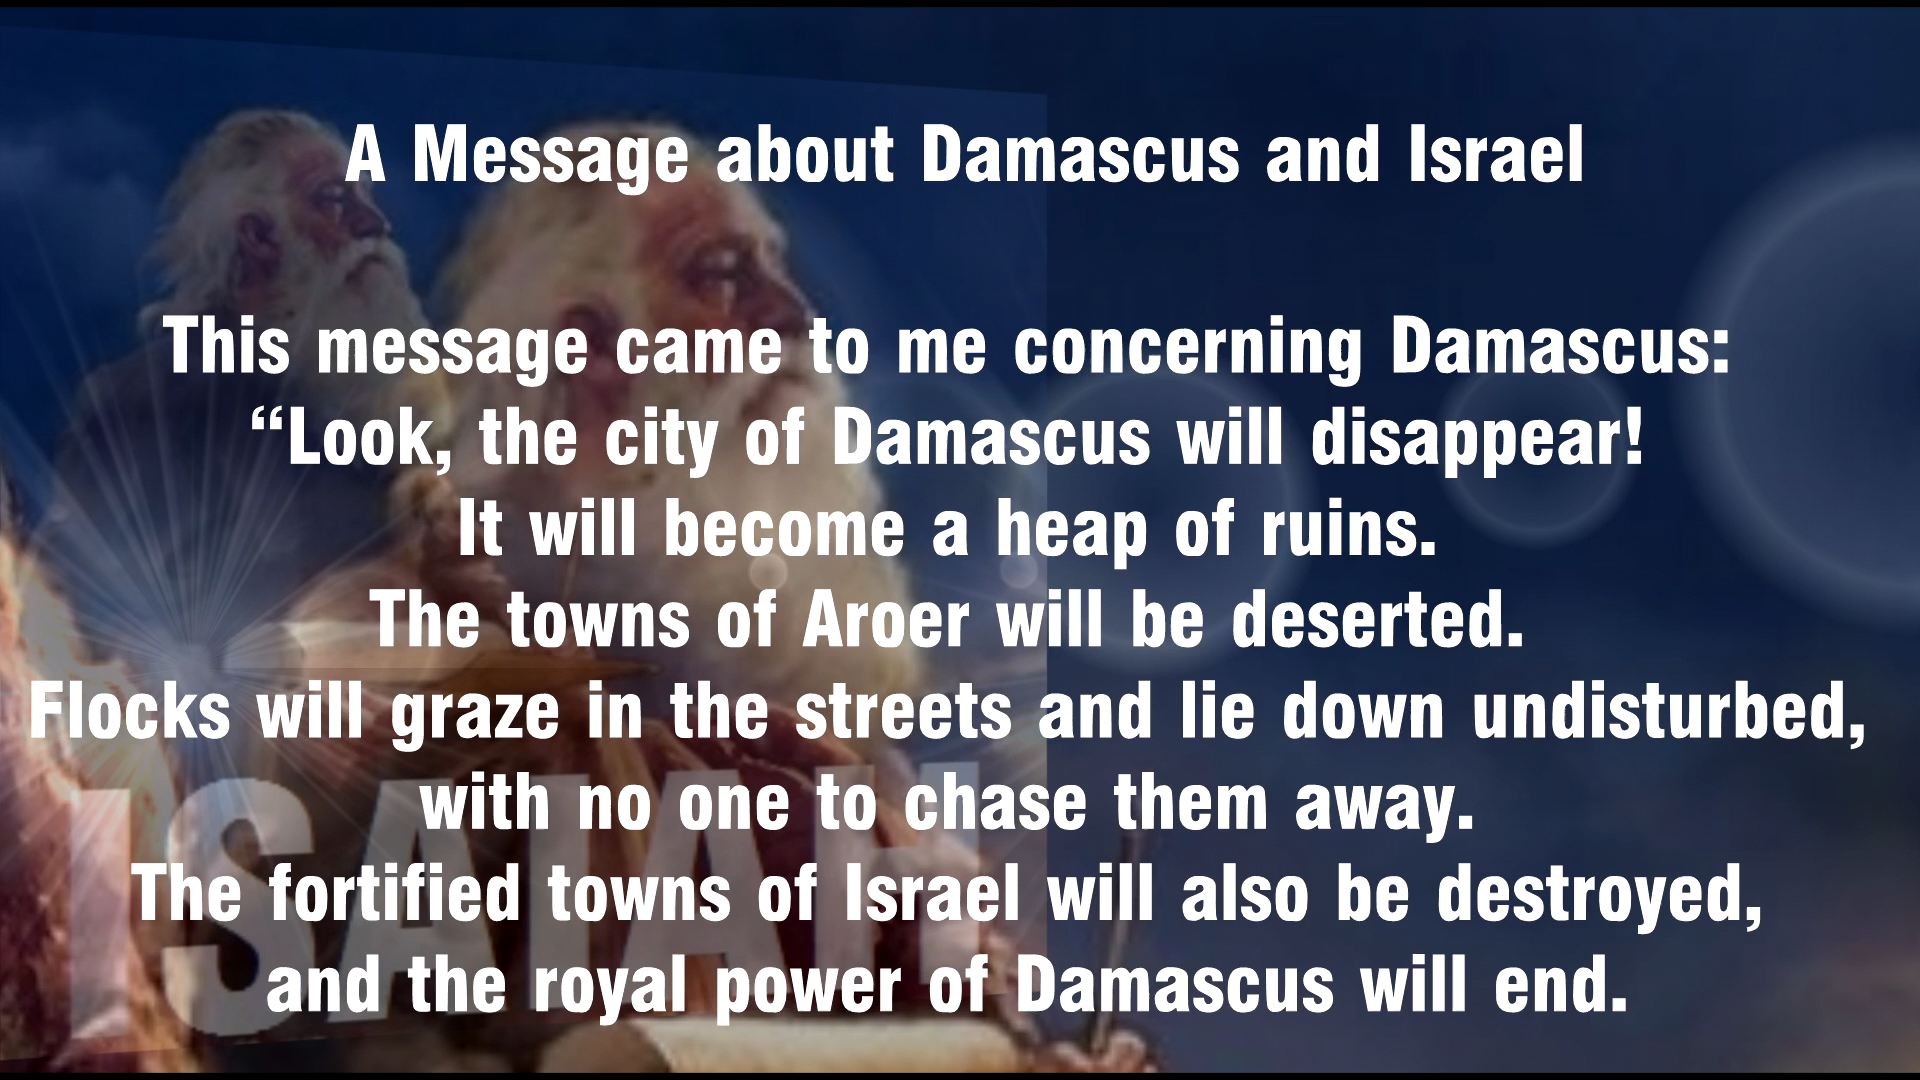 A Message about Damascus and Israel
This message came to me concerning Damascus:
“Look, the city of Damascus will disappear!
It will become a heap of ruins.
The towns of Aroer will be deserted.
Flocks will graze in the streets and lie down undisturbed,
with no one to chase them away.
The fortified towns of Israel will also be destroyed,
and the royal power of Damascus will end.
ISAIAH